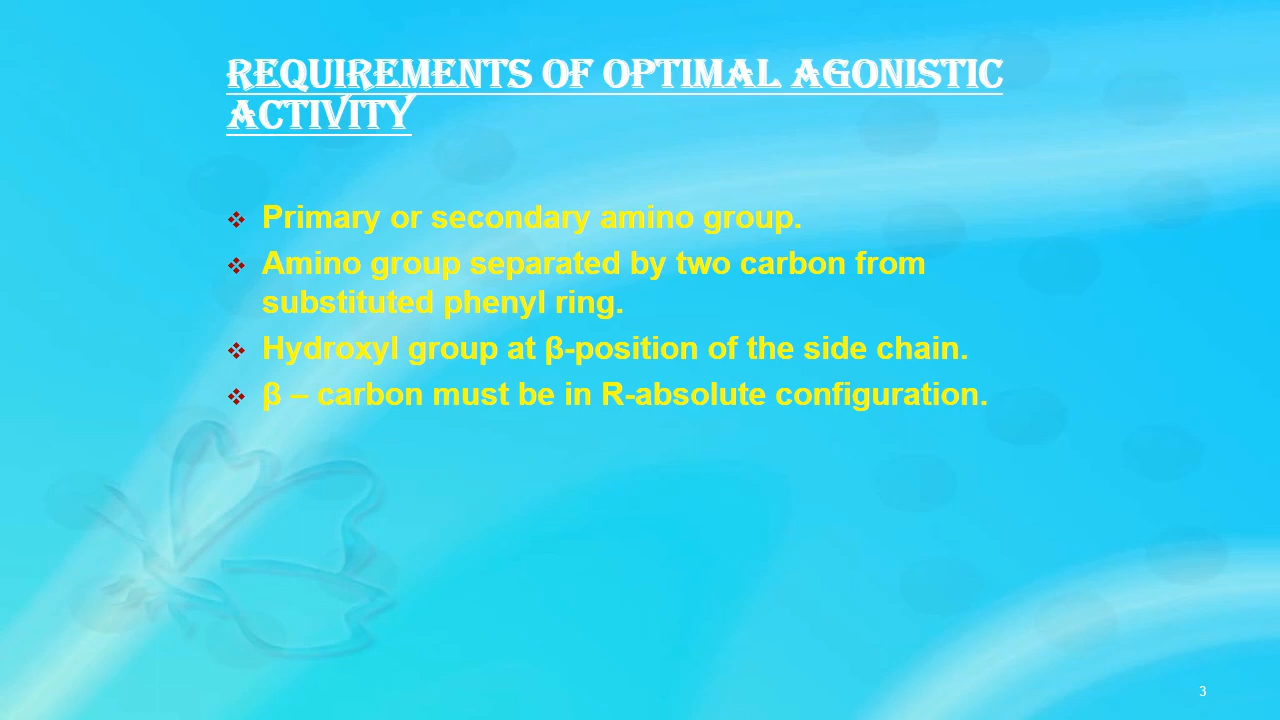 REQUIREMENTS OF OPTIMAL AGONISTIC
ACTIVITY
❖ Primary or secondary amino group.
❖ Amino group separated by two carbon from
substituted phenyl ring.
❖ Hydroxyl group at β-position of the side chain.
❖ β – carbon must be in R-absolute configuration.
3